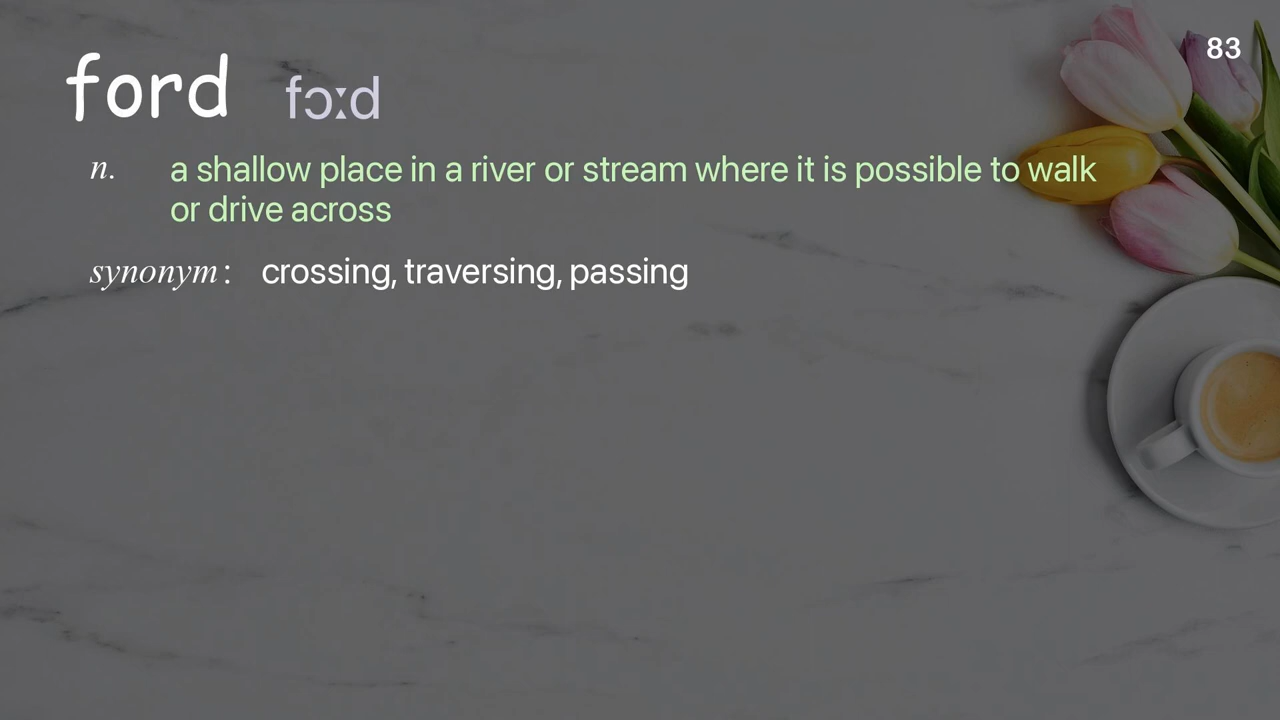 83
ford fɔːd
n. a shallow place in a river or stream where it is possible to walk
or drive across
synonym: crossing, traversing, passing